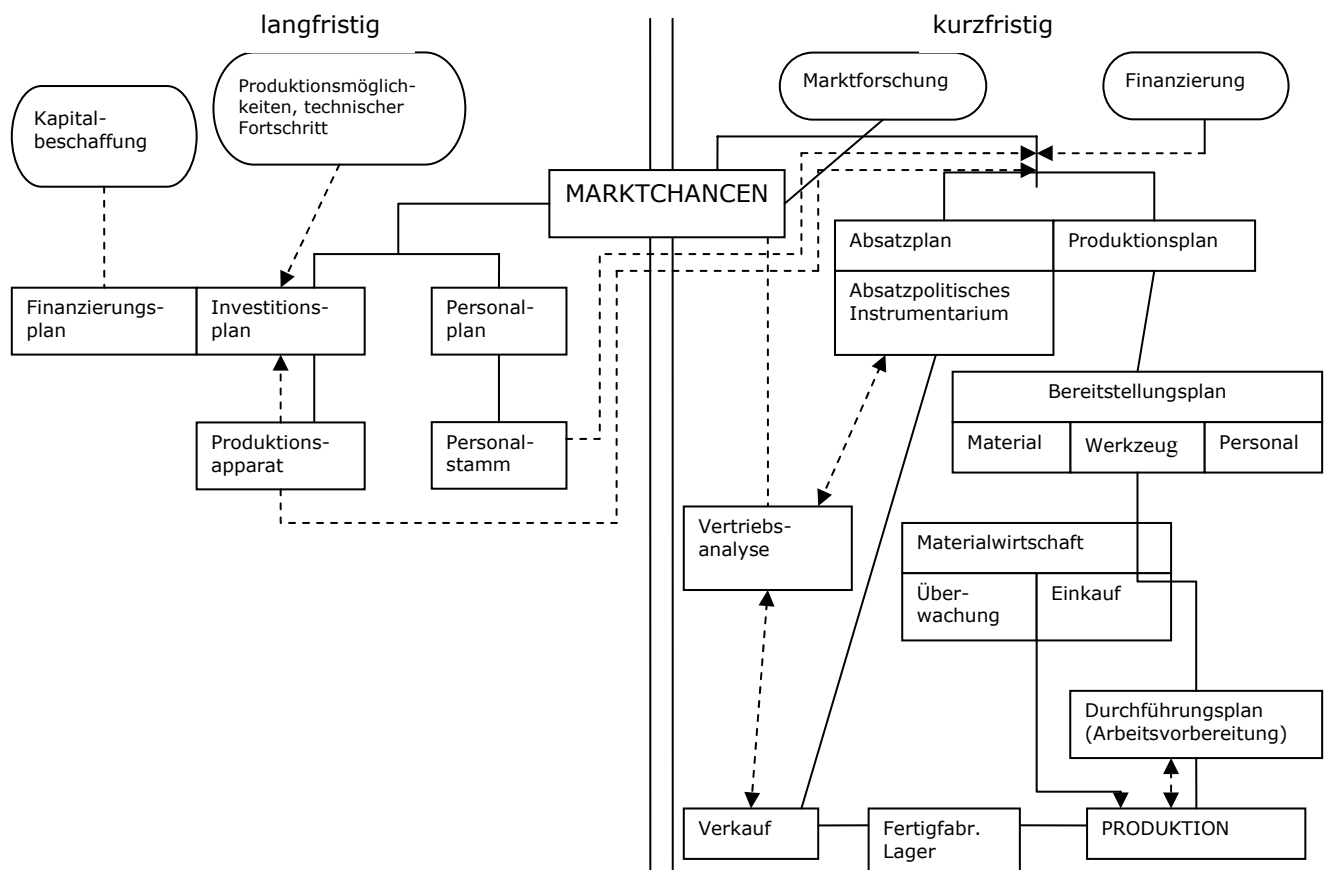 langfristig
kurzfristig
Kapital-
beschaffung
Produktionsmöglich-
keiten, technischer
Fortschritt
Marktforschung
Finanzierung
MARKTCHANCEN
Finanzierungs-
plan
Investitions-
plan
Personal-
plan
Produktions-
apparat
Personal-
stamm
Absatzplan
Produktionsplan
Absatzpolitisches
Instrumentarium
Bereitstellungsplan
Material
Werkzeug
Personal
Vertriebs-
analyse
Materialwirtschaft
Über-
wachung
Einkauf
Durchführungsplan
(Arbeitsvorbereitung)
Verkauf
Fertigfabr.
Lager
PRODUKTION